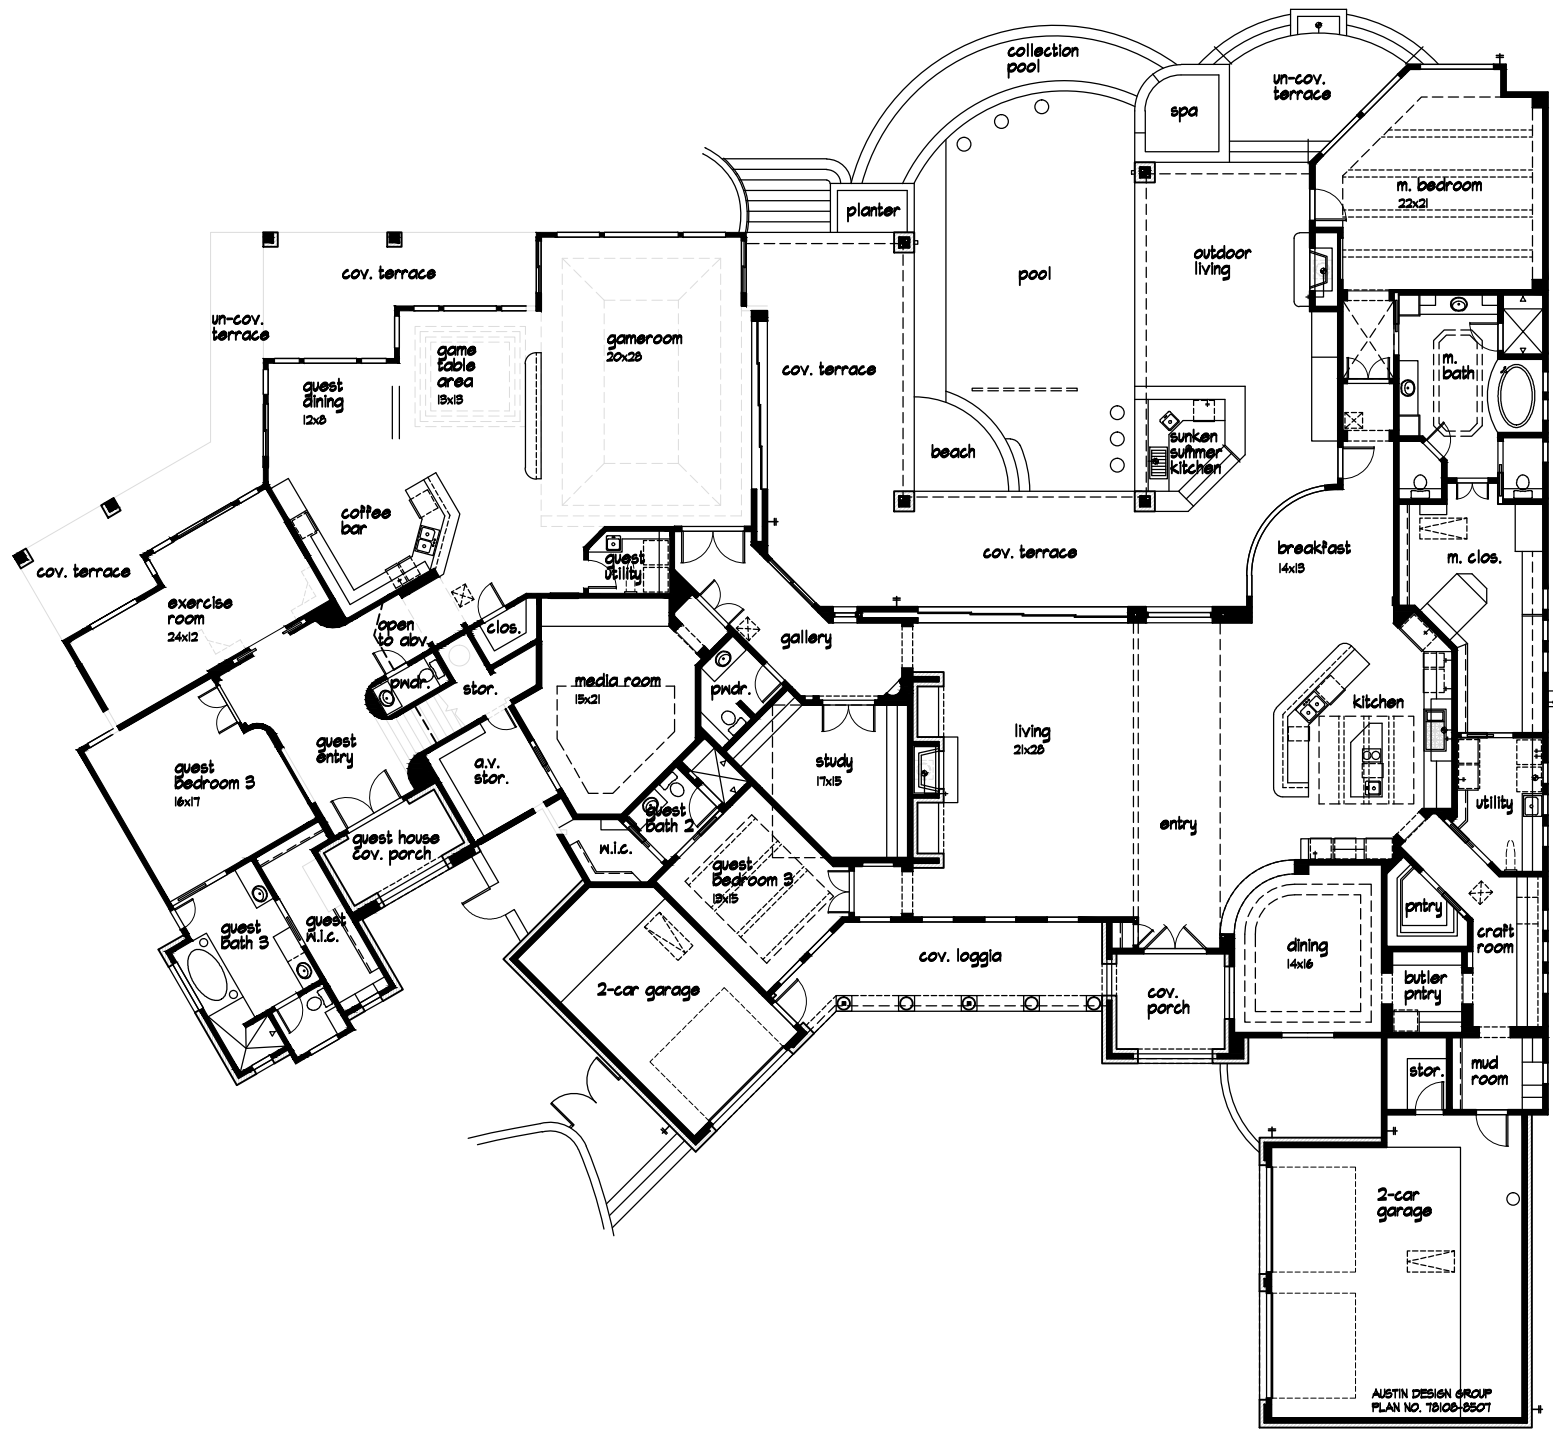 collection
pool
un-cov.
terrace
spa
m. bedroom
22x21
planter
outdoor
living
cov. terrace
pool
un-cov.
terrace
gameroom
20x28
game
table
area
13x13
cov. terrace
m.
bath
guest
dining
12x8
sunken
summer
kitchen
beach
coffee
bar
cov. terrace
breakfast
14x13
m. clos.
guest
utility
cov. terrace
exercise
room
24x12
open
to abv.
clos.
gallery
pwdr.
stor.
media room
15x21
pwdr.
kitchen
living
21x28
guest
entry
a.v.
stor.
study
17x15
guest
bedroom 3
16x17
utility
guest
bath 2
entry
guest house
cov. porch
w.i.c.
guest
bedroom 3
13x15
pntry
guest
w.i.c.
guest
bath 3
craft
room
dining
14x16
cov. loggia
2-car garage
cov.
porch
butler
pntry
stor.
mud
room
2-car
garage
AUSTIN DESIGN GROUP
PLAN NO. 78108-8507